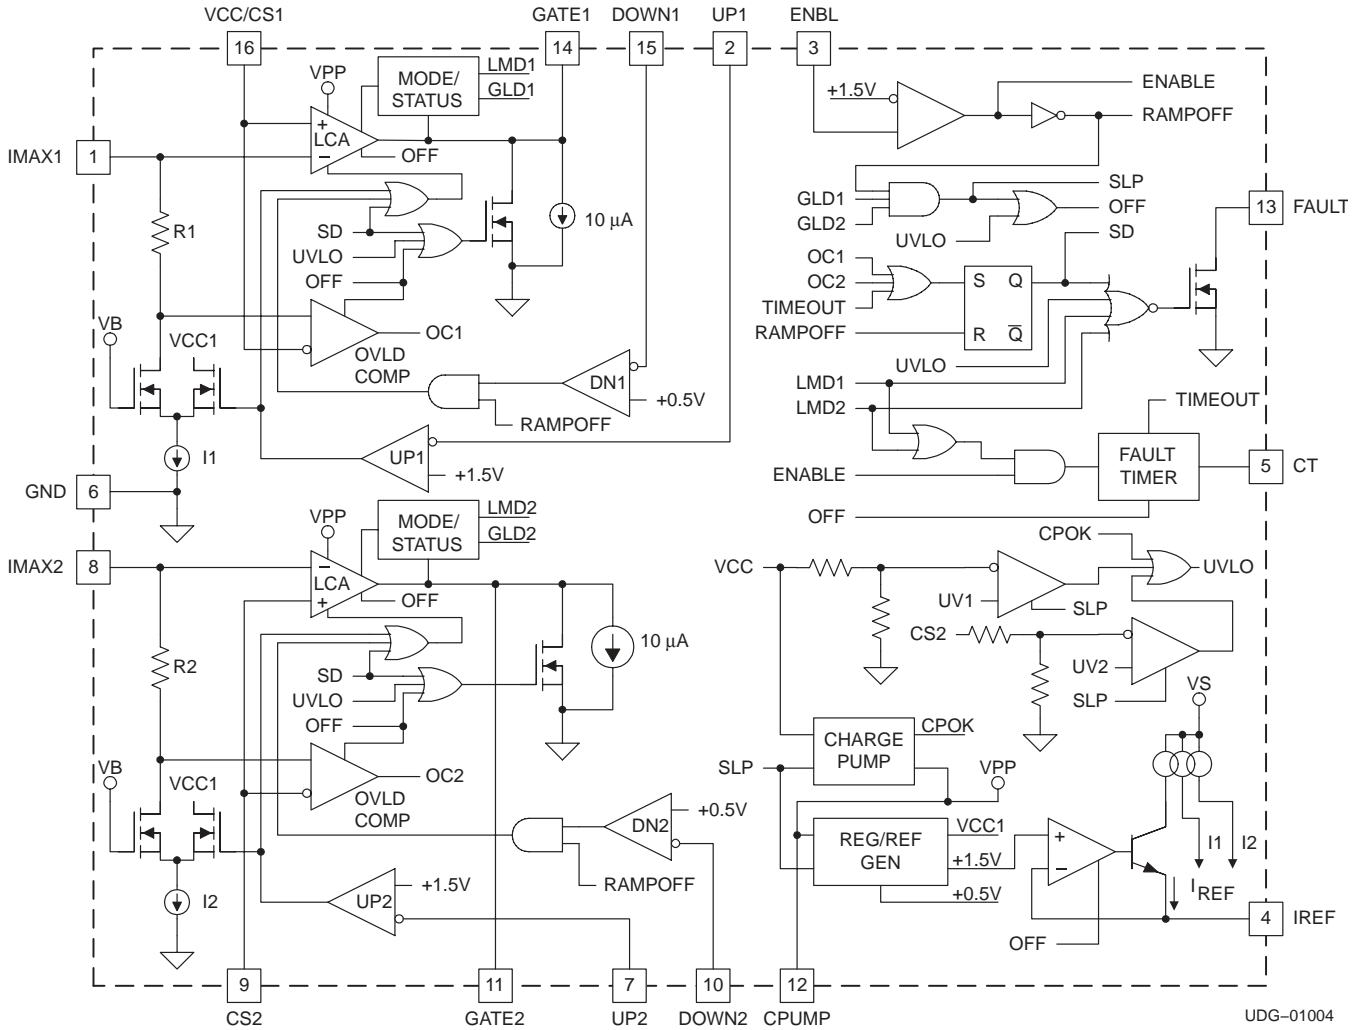 VCC/CS1 GATE1 DOWN1 UP1 ENBL
16 14 15 2 3
VPP
MODE/
STATUS
LMD1
GLD1
+
LCA
−
OFF
IMAX1
1
R1
SD
UVLO
OFF
10 µA
VB
VCC1
OVLD
COMP
OC1
DN1
+0.5V
RAMPOFF
UP1
+1.5V
I1
GND
6
+1.5V
ENABLE
RAMPOFF
GLD1
GLD2
SLP
OFF
SD
UVLO
13
FAULT
OC1
OC2
TIMEOUT
RAMPOFF
S Q
R Q̅
UVLO
LMD1
LMD2
TIMEOUT
ENABLE
FAULT
TIMER
5
CT
OFF
IMAX2
8
VPP
MODE/
STATUS
LMD2
GLD2
−
LCA
+
OFF
R2
SD
UVLO
OFF
10 µA
VB
VCC1
OVLD
COMP
OC2
DN2
+0.5V
RAMPOFF
UP2
+1.5V
I2
CPOK
UVLO
VCC
UV1
SLP
CS2
UV2
SLP
VS
CHARGE
PUMP
CPOK
SLP
VPP
REG/REF
GEN
VCC1
+1.5V
+0.5V
+
−
OFF
I1 I2
IREF
4
IREF
9 11 7 10 12
CS2 GATE2 UP2 DOWN2 CPUMP
UDG–01004